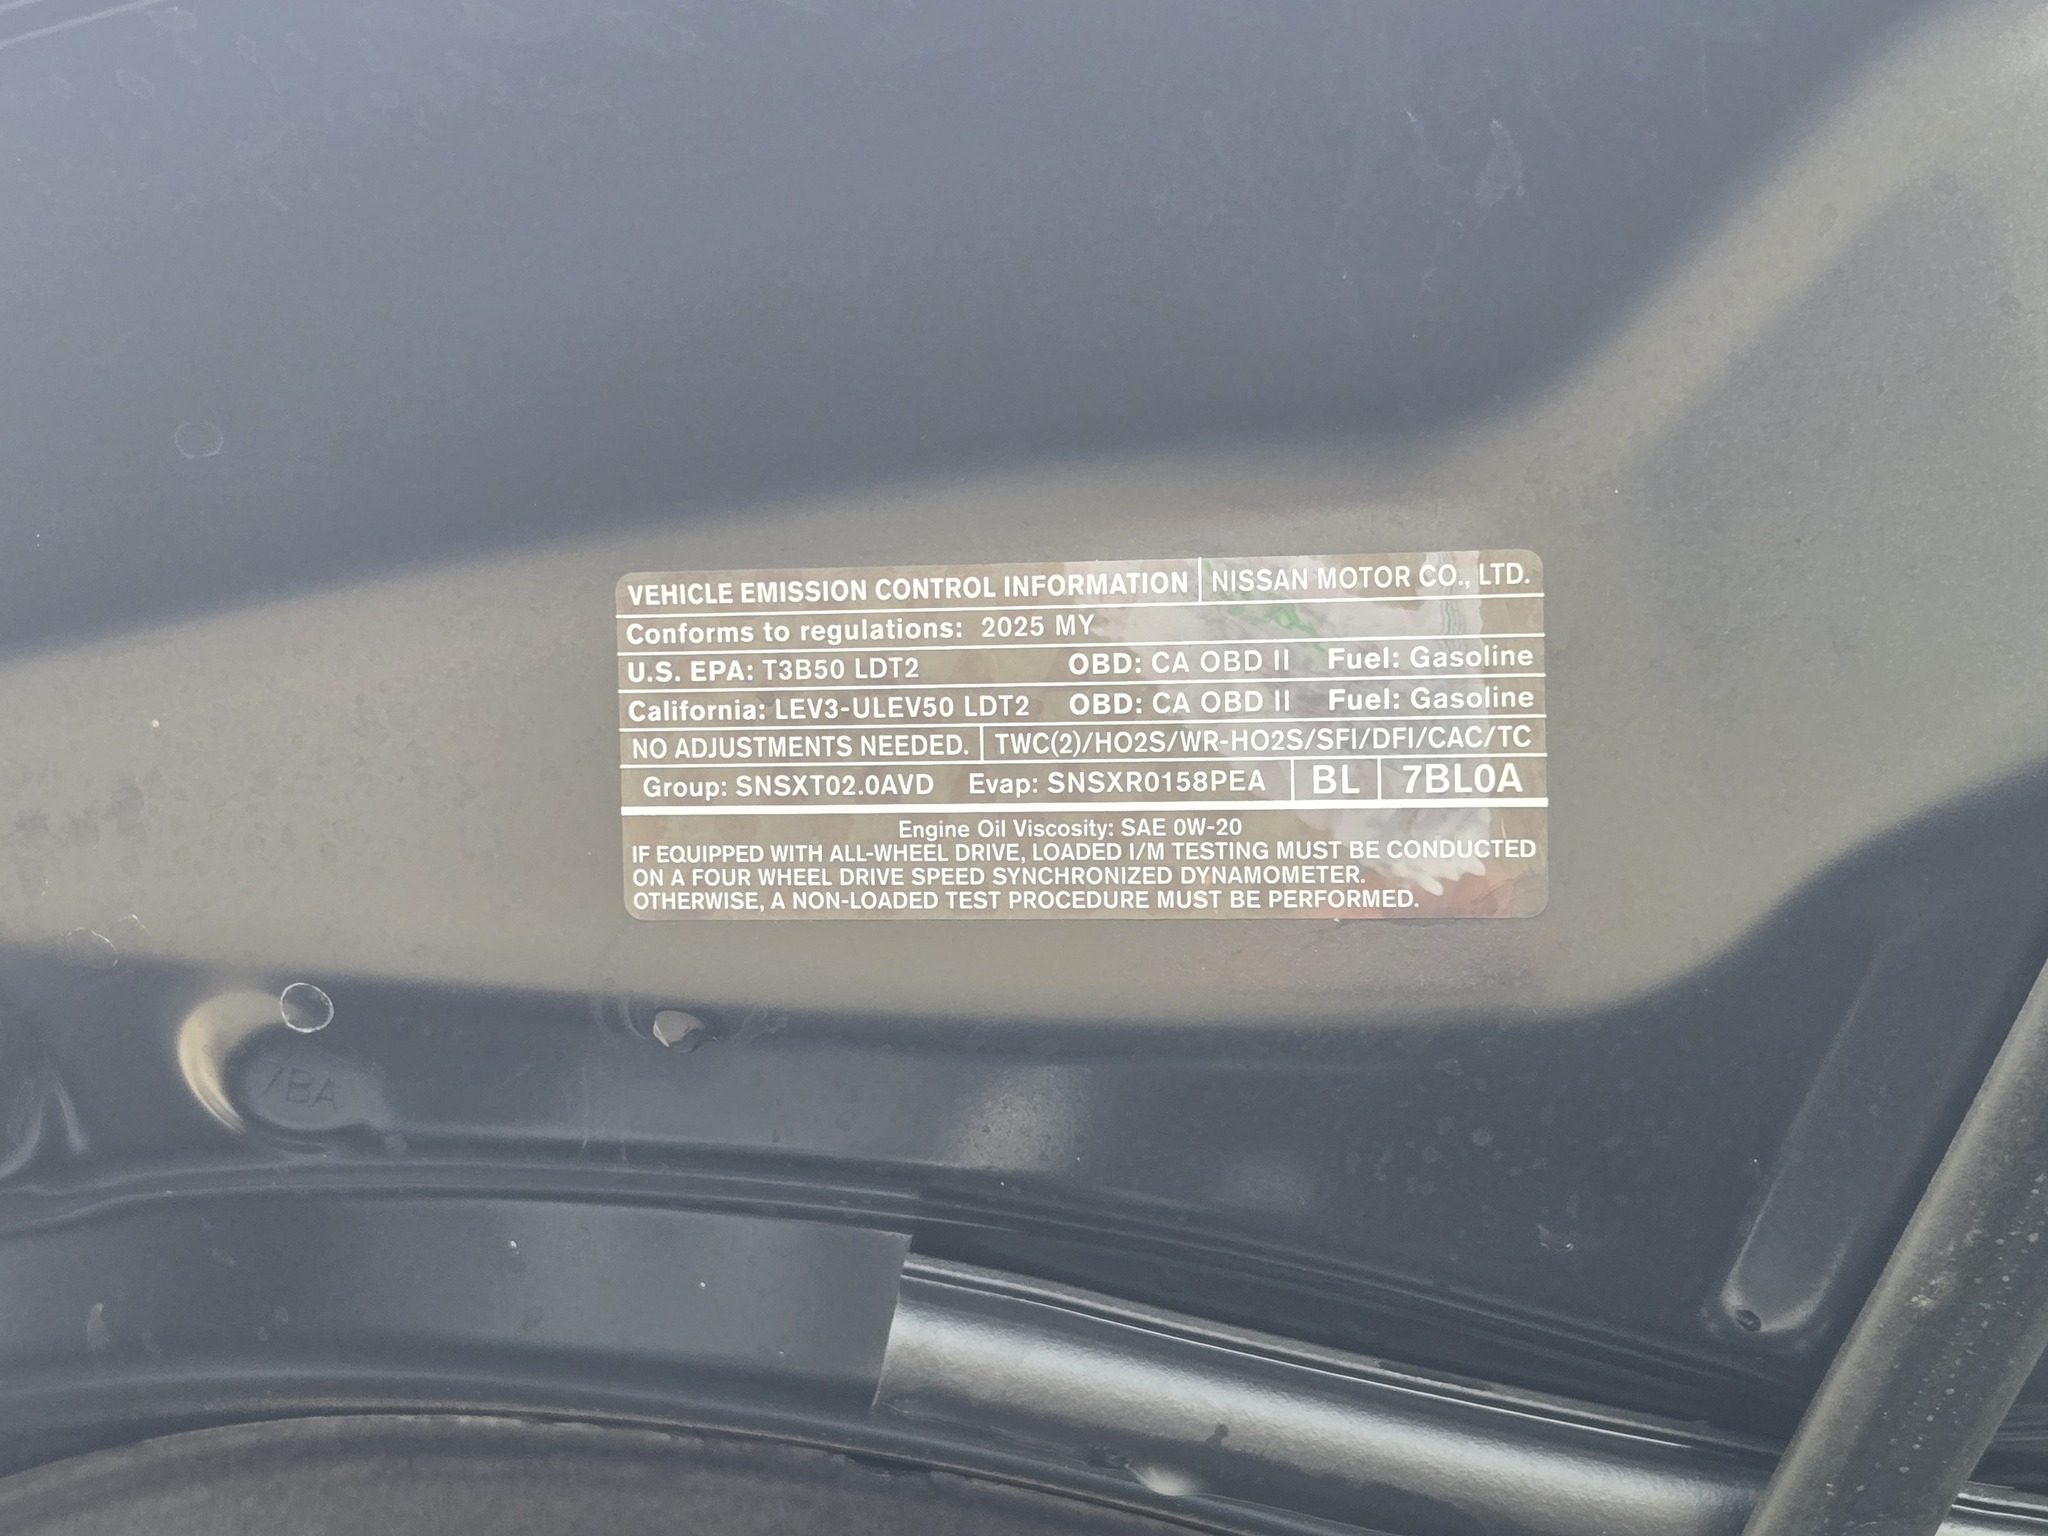 VEHICLE EMISSION CONTROL INFORMATION NISSAN MOTOR CO., LTD.
Conforms to regulations: 2025 MY
U.S. EPA: T3B50 LDT2 OBD: CA OBD II Fuel: Gasoline
California: LEV3-ULEV50 LDT2 OBD: CA OBD II Fuel: Gasoline
NO ADJUSTMENTS NEEDED. TWC(2)/HO2S/WR-HO2S/SFI/DFI/CAC/TC
Group: SNSXT02.0AVD Evap: SNSXR0158PEA BL 7BL0A
Engine Oil Viscosity: SAE 0W-20
IF EQUIPPED WITH ALL-WHEEL DRIVE, LOADED I/M TESTING MUST BE CONDUCTED
ON A FOUR WHEEL DRIVE SPEED SYNCHRONIZED DYNAMOMETER.
OTHERWISE, A NON-LOADED TEST PROCEDURE MUST BE PERFORMED.
7BA